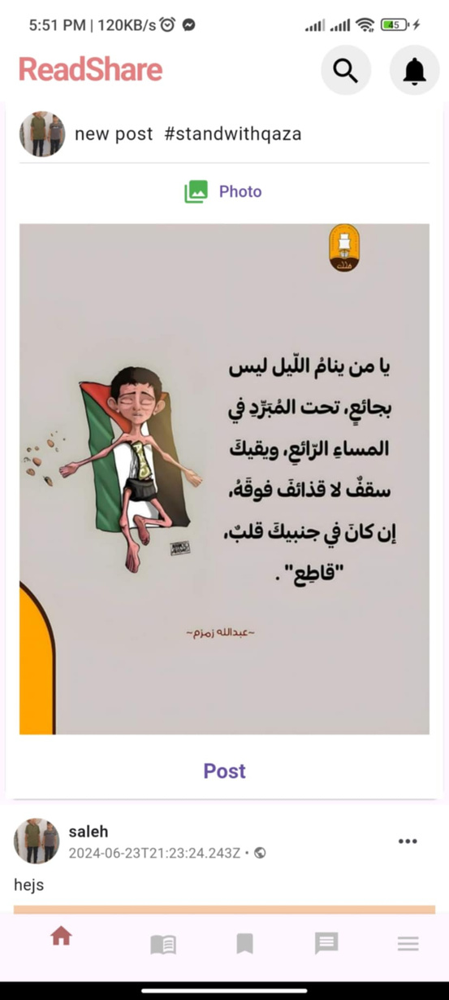 5:51 PM | 120KB/s
45
ReadShare
new post #standwithqaza
Photo
يا من ينامُ اللّيل ليس
بجائعٍ، تحت المُبَرِّدِ في
المساءِ الرّائعِ، ويقيكَ
سقفٌ لا قذائفَ فوقَهُ،
إن كانَ في جنبيكَ قلبٌ،
"قاطِع" .
~عبدالله زمزم~
Post
saleh
2024-06-23T21:23:24.243Z •
hejs